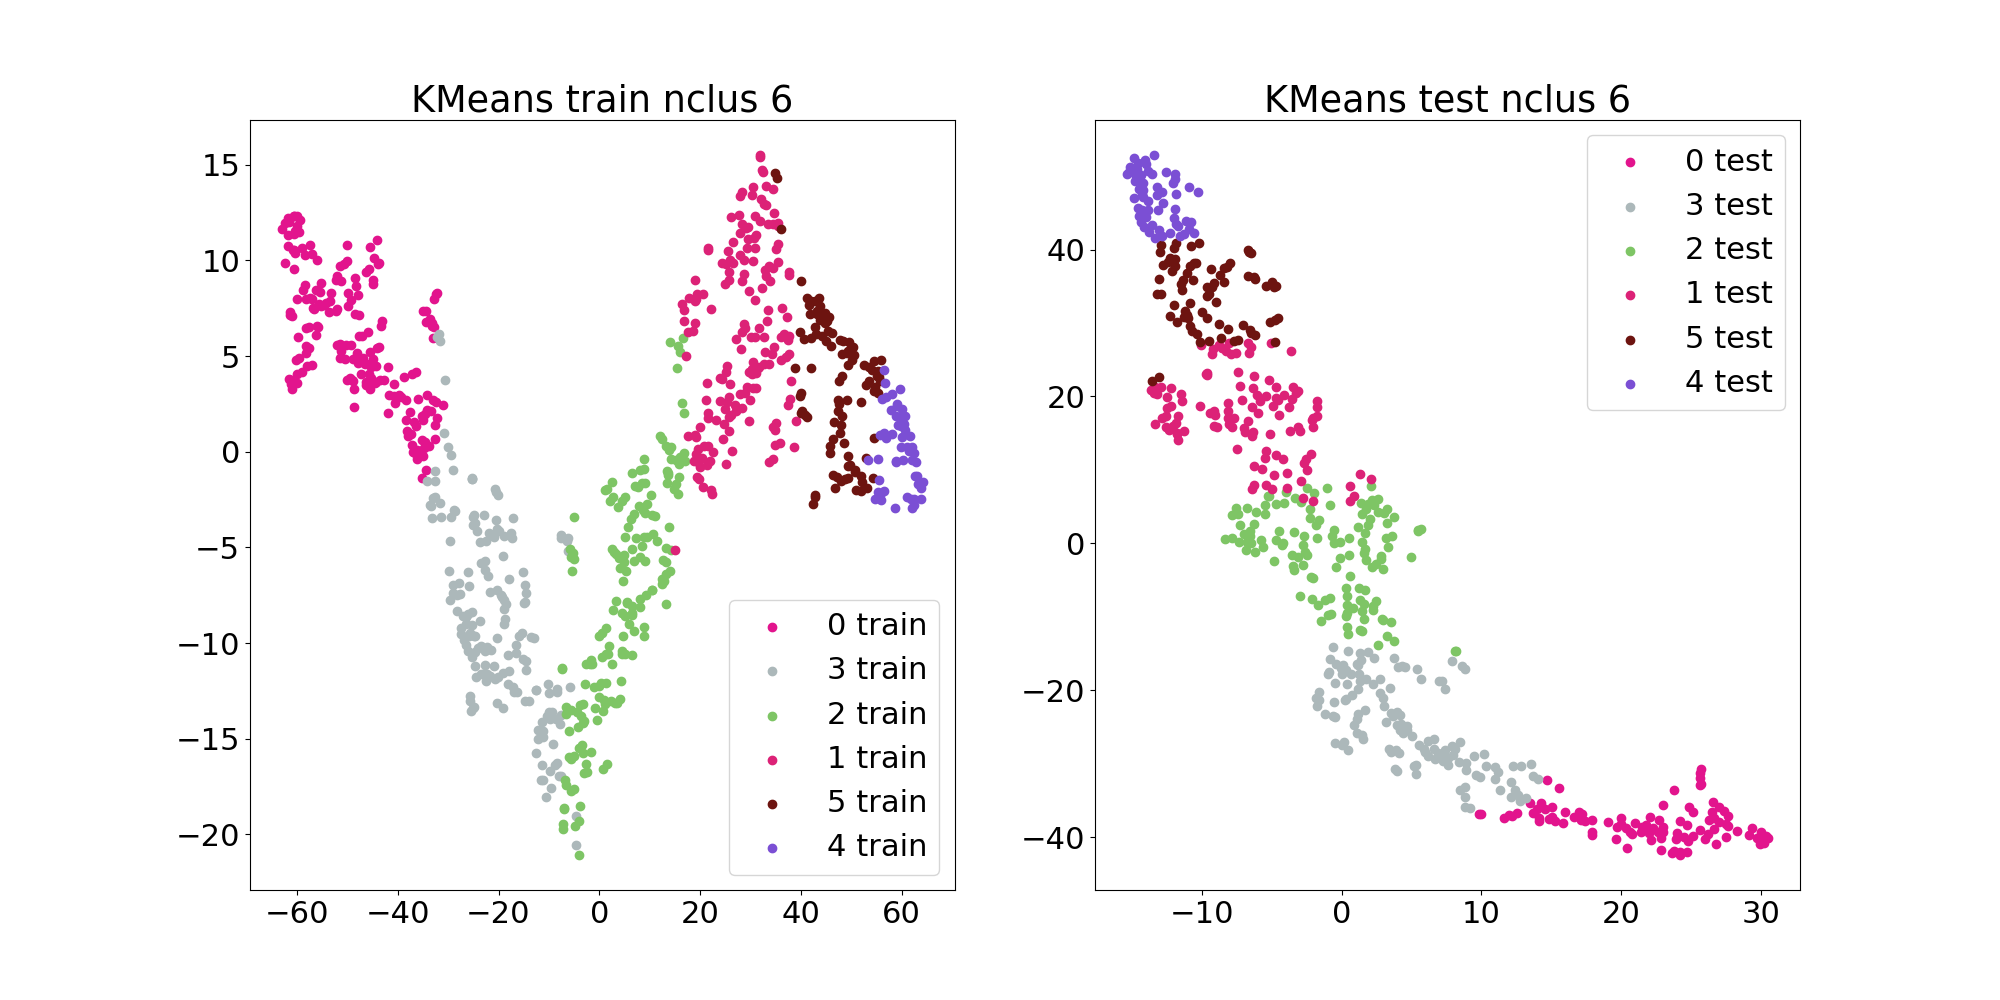 KMeans train nclus 6
15
10
5
0
−5
−10
−15
−20
−60 −40 −20 0 20 40 60
0 train
3 train
2 train
1 train
5 train
4 train
KMeans test nclus 6
40
20
0
−20
−40
−10 0 10 20 30
0 test
3 test
2 test
1 test
5 test
4 test